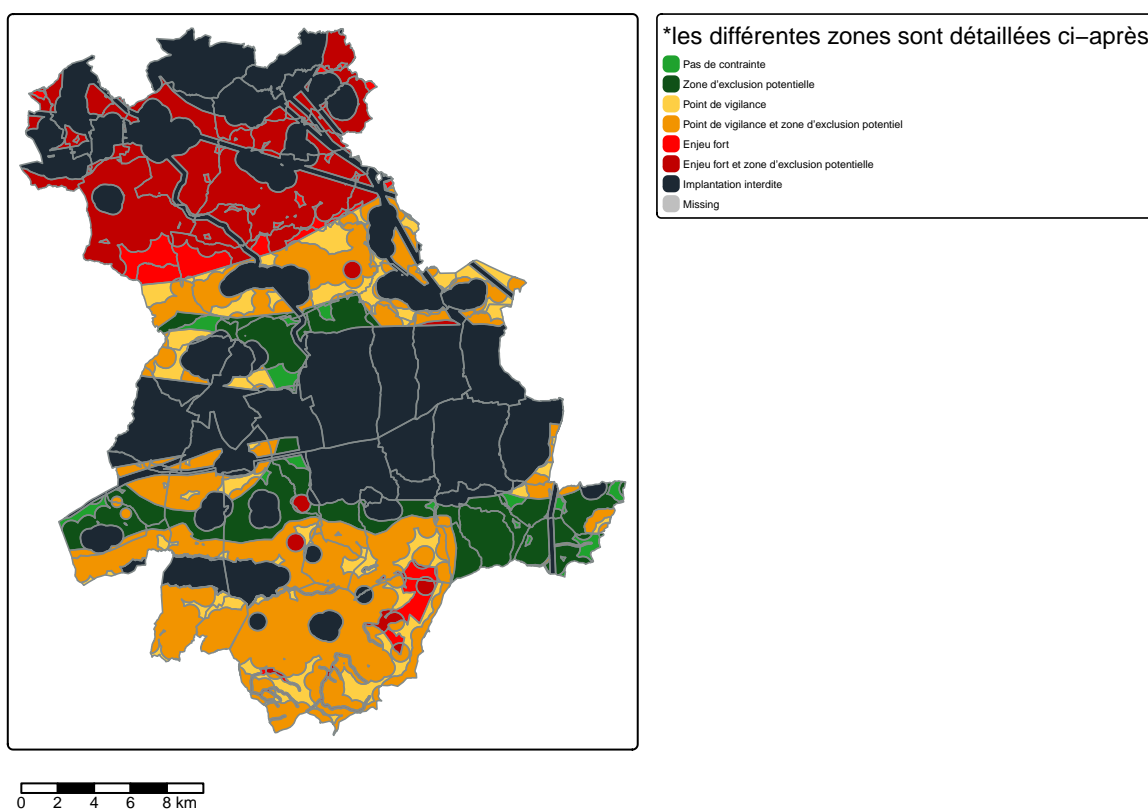 *les différentes zones sont détaillées ci–après
Pas de contrainte
Zone d'exclusion potentielle
Point de vigilance
Point de vigilance et zone d'exclusion potentiel
Enjeu fort
Enjeu fort et zone d'exclusion potentielle
Implantation interdite
Missing
0 2 4 6 8 km